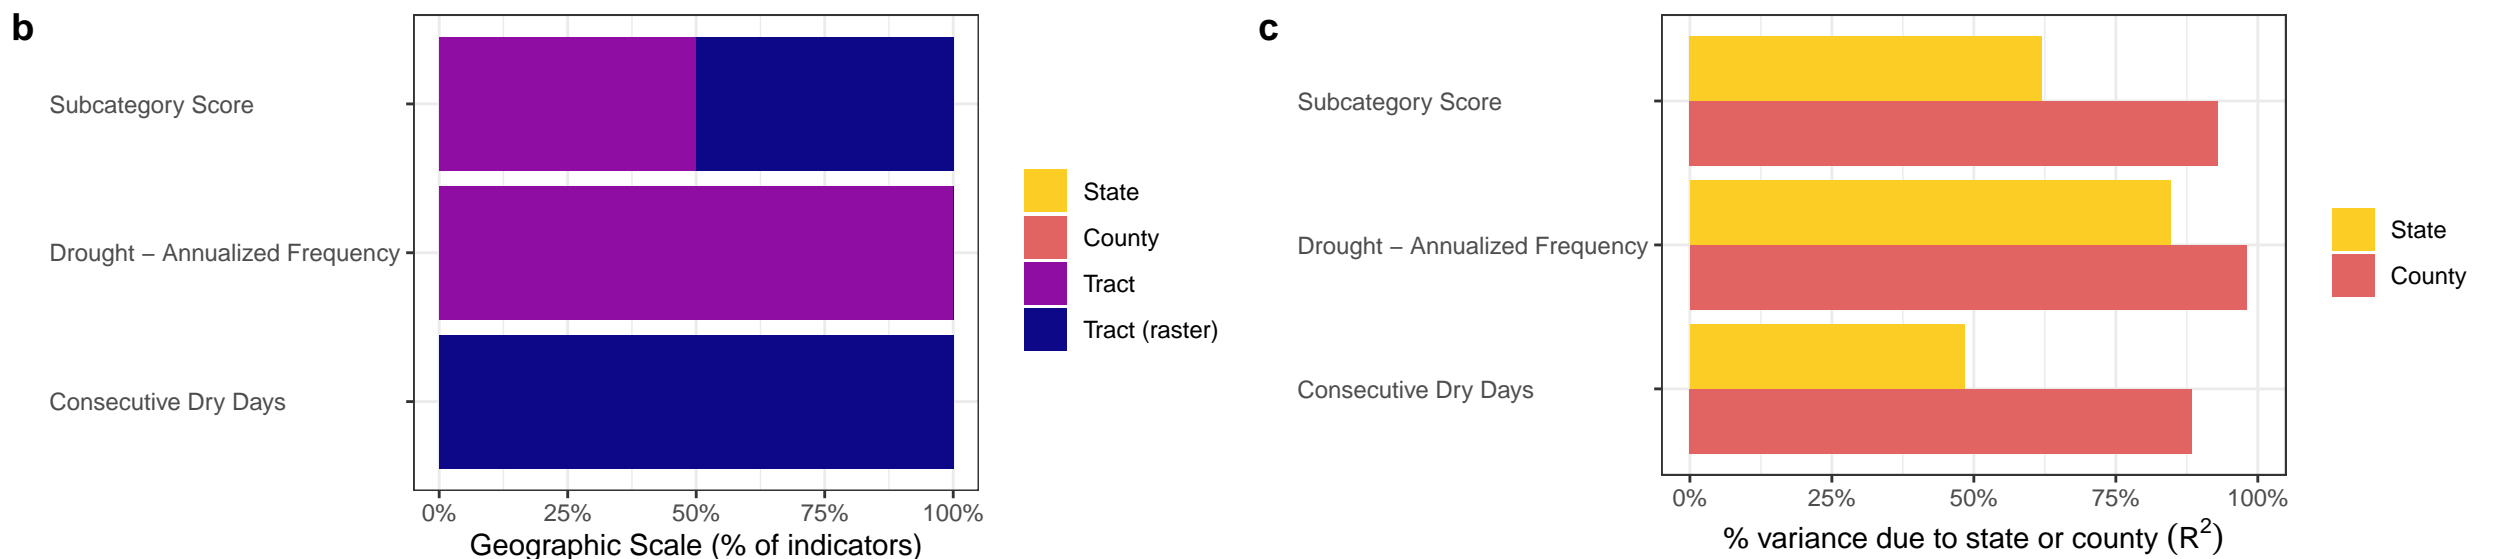 b
Subcategory Score
Drought – Annualized Frequency
Consecutive Dry Days
0% 25% 50% 75% 100%
Geographic Scale (% of indicators)
State
County
Tract
Tract (raster)
c
Subcategory Score
Drought – Annualized Frequency
Consecutive Dry Days
0% 25% 50% 75% 100%
% variance due to state or county (R²)
State
County